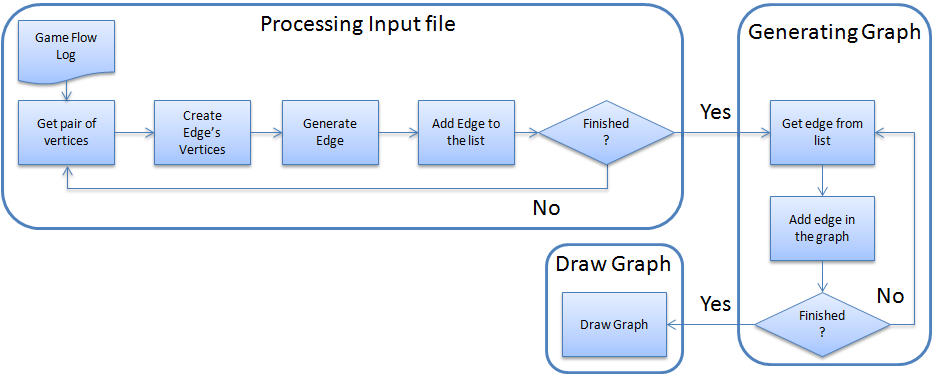 Processing Input file
Game Flow
Log
Get pair of
vertices
Create
Edge's
Vertices
Generate
Edge
Add Edge to
the list
Finished
?
No
Yes
Generating Graph
Get edge from
list
Add edge in
the graph
Finished
?
No
Yes
Draw Graph
Draw Graph